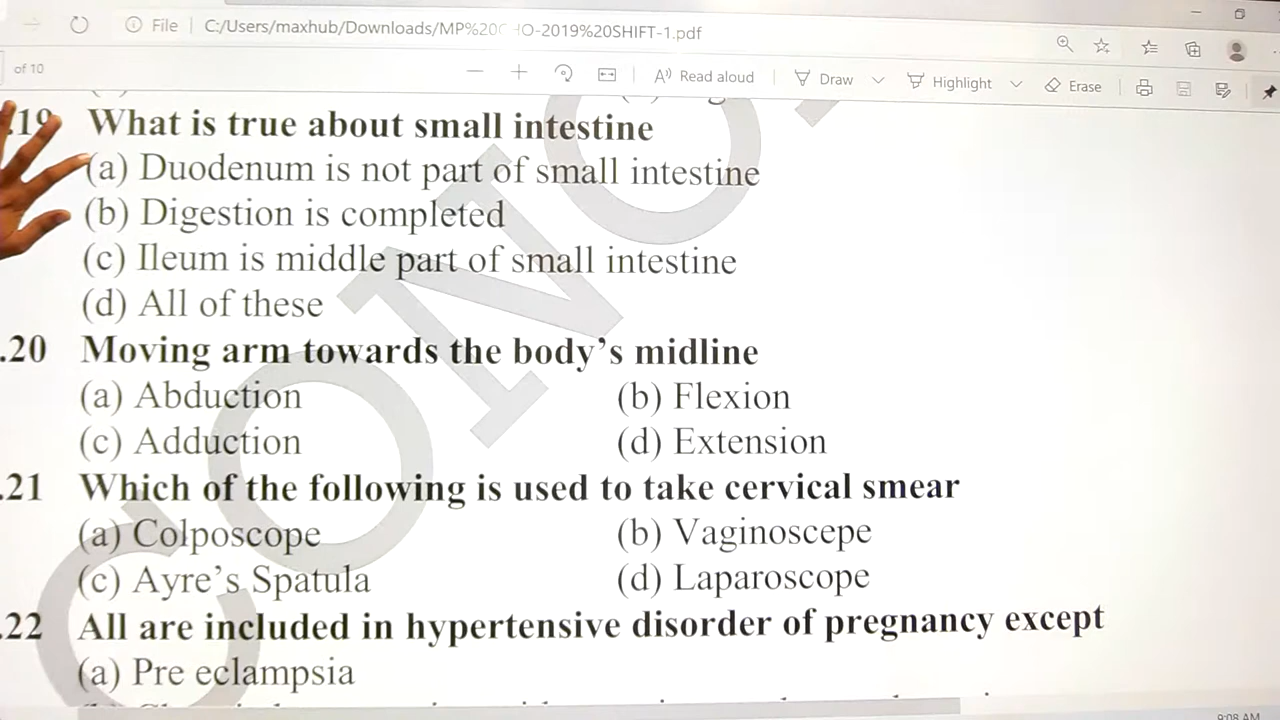 File | C:/Users/maxhub/Downloads/MP%20 HO-2019%20SHIFT-1.pdf
of 10
Read aloud
Draw
Highlight
Erase
.19 What is true about small intestine
(a) Duodenum is not part of small intestine
(b) Digestion is completed
(c) Ileum is middle part of small intestine
(d) All of these
.20 Moving arm towards the body's midline
(a) Abduction (b) Flexion
(c) Adduction (d) Extension
.21 Which of the following is used to take cervical smear
(a) Colposcope (b) Vaginoscepe
(c) Ayre's Spatula (d) Laparoscope
.22 All are included in hypertensive disorder of pregnancy except
(a) Pre eclampsia
9:08 AM